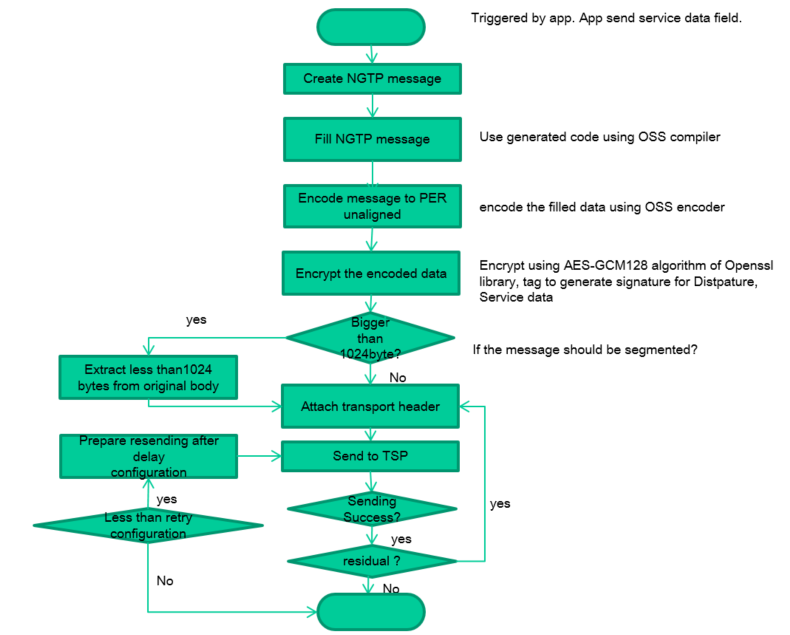 Triggered by app. App send service data field.
Create NGTP message
Fill NGTP message
Use generated code using OSS compiler
Encode message to PER
unaligned
encode the filled data using OSS encoder
Encrypt the encoded data
Encrypt using AES-GCM128 algorithm of Openssl
library, tag to generate signature for Distpature,
Service data
yes
Bigger
than
1024byte?
If the message should be segmented?
Extract less than1024
bytes from original body
No
Attach transport header
Prepare resending after
delay
configuration
Send to TSP
yes
Sending
Success?
yes
Less than retry
configuration
yes
residual ?
No
No